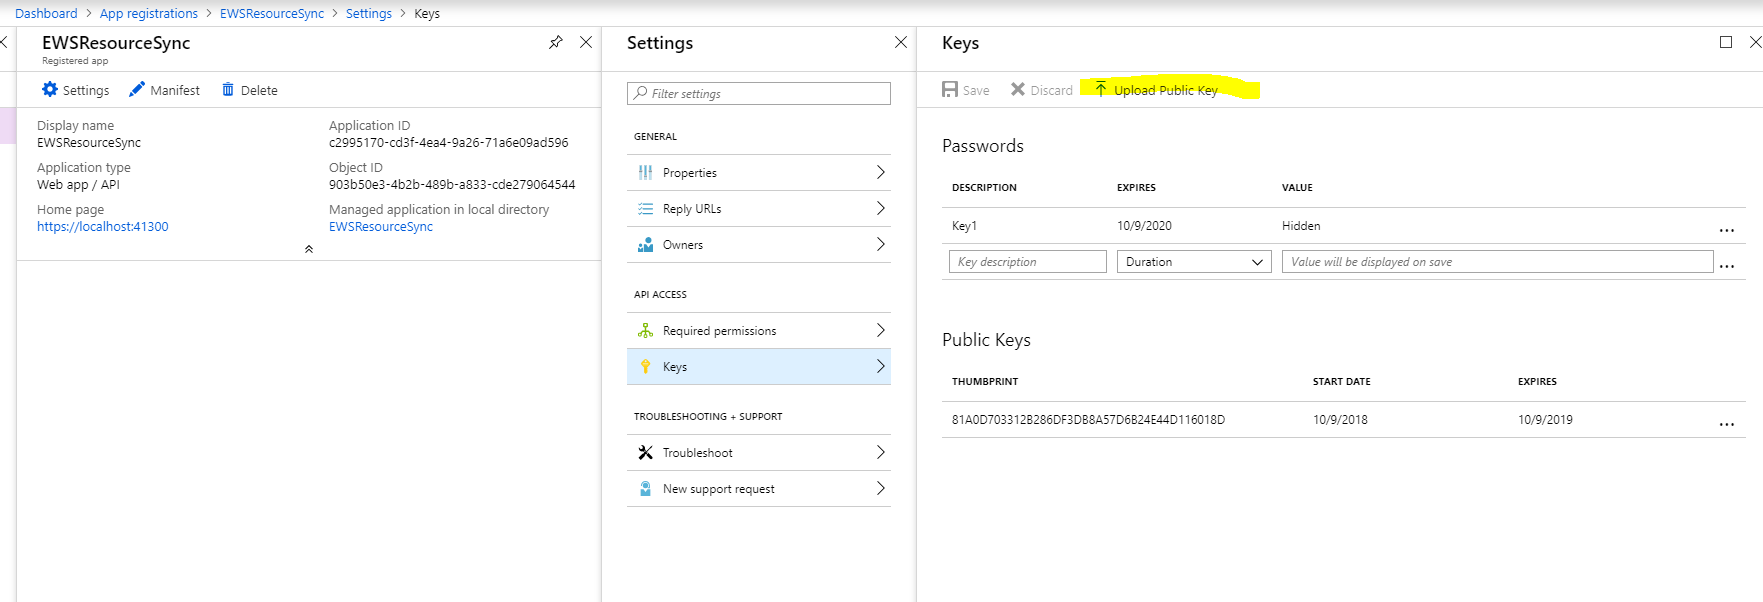 Dashboard > App registrations > EWSResourceSync > Settings > Keys
EWSResourceSync
Registered app
Settings Manifest Delete
Display name
EWSResourceSync
Application type
Web app / API
Home page
https://localhost:41300
Application ID
c2995170-cd3f-4ea4-9a26-71a6e09ad596
Object ID
903b50e3-4b2b-489b-a833-cde279064544
Managed application in local directory
EWSResourceSync
Settings
Filter settings
GENERAL
Properties
Reply URLs
Owners
API ACCESS
Required permissions
Keys
TROUBLESHOOTING + SUPPORT
Troubleshoot
New support request
Keys
Save Discard Upload Public Key
Passwords
DESCRIPTION EXPIRES VALUE
Key1 10/9/2020 Hidden ...
Key description Duration Value will be displayed on save ...
Public Keys
THUMBPRINT START DATE EXPIRES
81A0D703312B286DF3DB8A57D6B24E44D116018D 10/9/2018 10/9/2019 ...